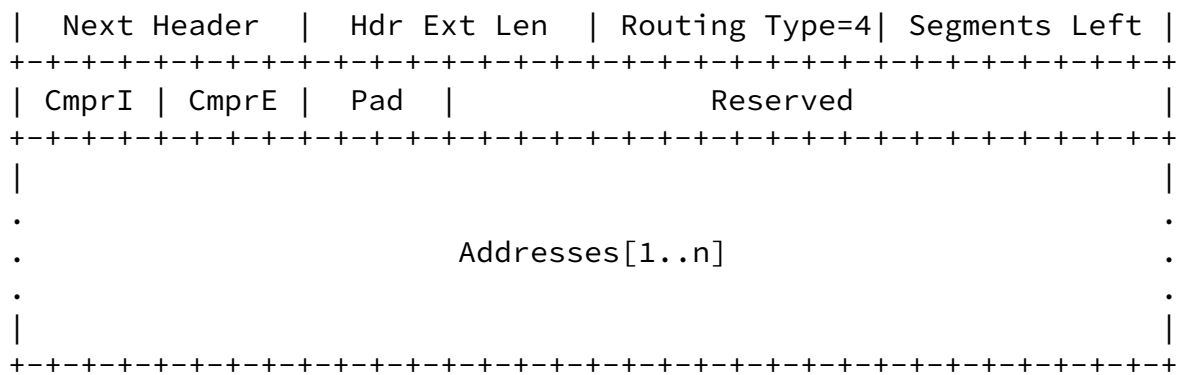 |  Next Header  |  Hdr Ext Len  | Routing Type=4| Segments Left |
+-+-+-+-+-+-+-+-+-+-+-+-+-+-+-+-+-+-+-+-+-+-+-+-+-+-+-+-+-+-+-+-+
| CmprI | CmprE |  Pad  |               Reserved                |
+-+-+-+-+-+-+-+-+-+-+-+-+-+-+-+-+-+-+-+-+-+-+-+-+-+-+-+-+-+-+-+-+
|                                                               |
.                                                               .
.                        Addresses[1..n]                        .
.                                                               .
|                                                               |
+-+-+-+-+-+-+-+-+-+-+-+-+-+-+-+-+-+-+-+-+-+-+-+-+-+-+-+-+-+-+-+-+